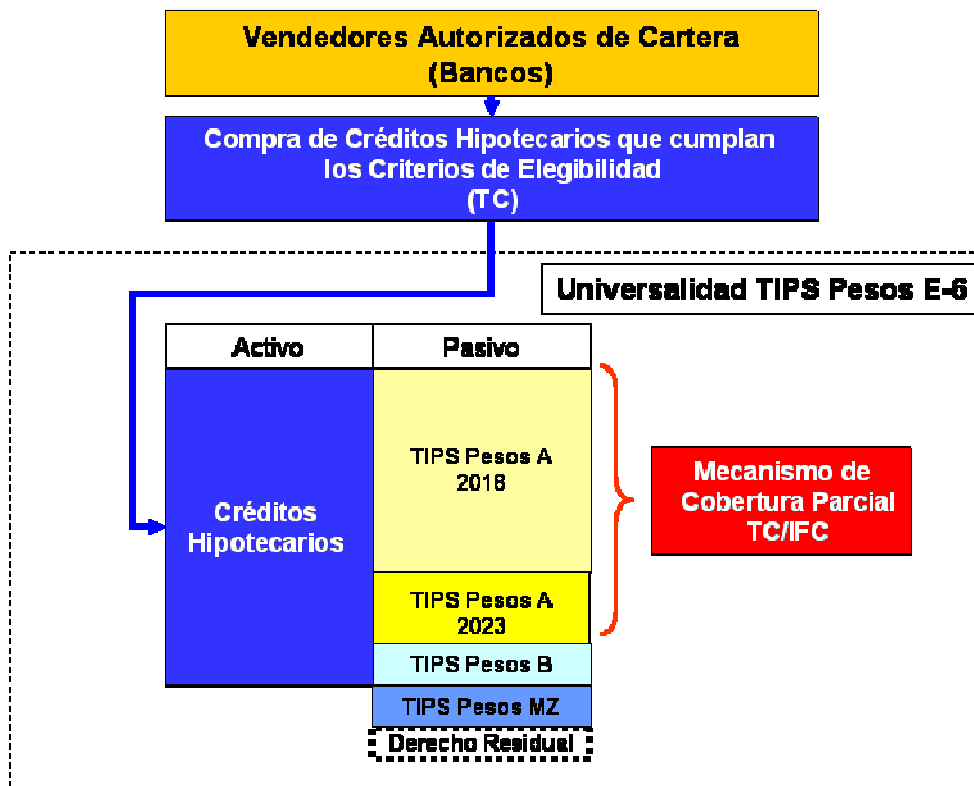 Vendedores Autorizados de Cartera
(Bancos)
Compra de Créditos Hipotecarios que cumplan
los Criterios de Elegibilidad
(TC)
Universalidad TIPS Pesos E-6
Activo
Pasivo
Créditos
Hipotecarios
TIPS Pesos A
2018
TIPS Pesos A
2023
TIPS Pesos B
TIPS Pesos MZ
Derecho Residual
Mecanismo de
Cobertura Parcial
TC/IFC